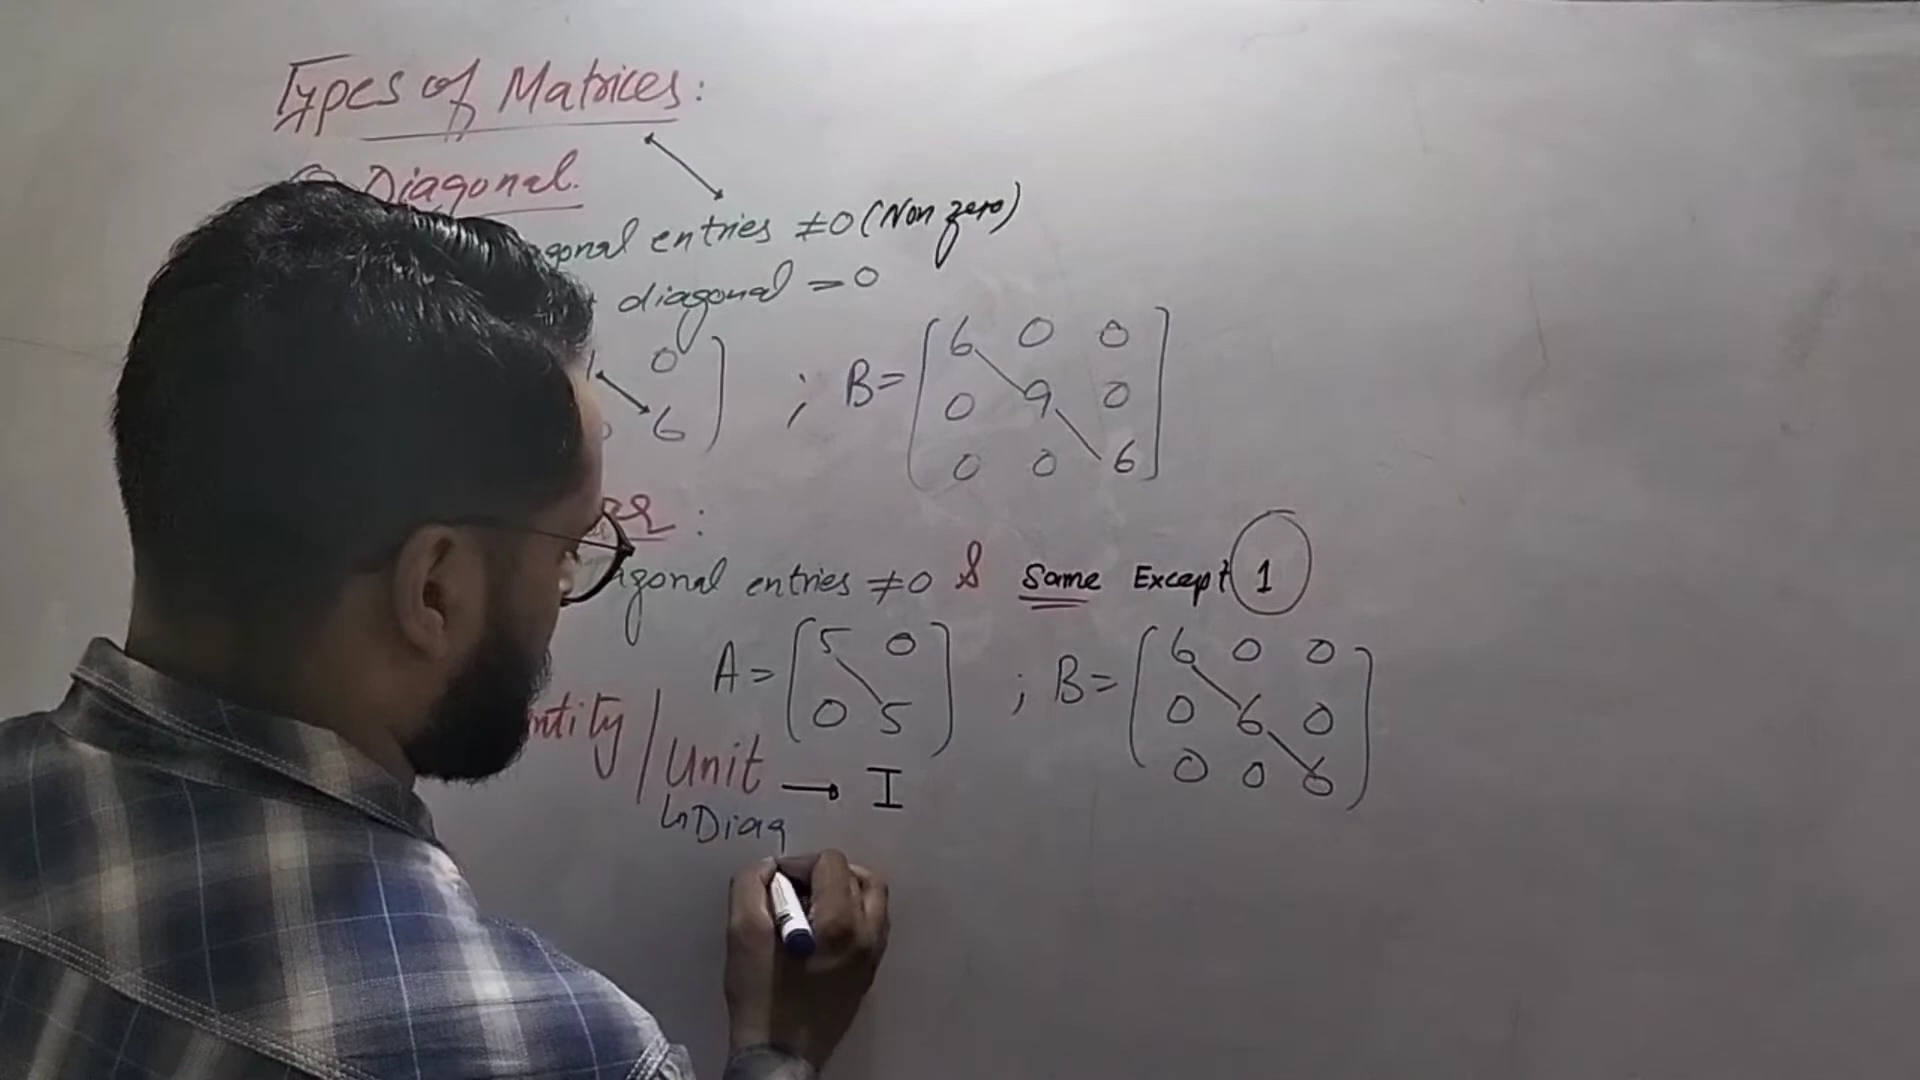 Types of Matrices:
Diagonal.
entries ≠0 (Non zero)
diagonal = 0
0
6
; B= [6 0 0
0 9 0
0 0 6]
:
entries ≠0 & Same Except 1
A= [5 0
0 5]
; B= [6 0 0
0 6 0
0 0 6]
/ Unit → I
↳ Diag